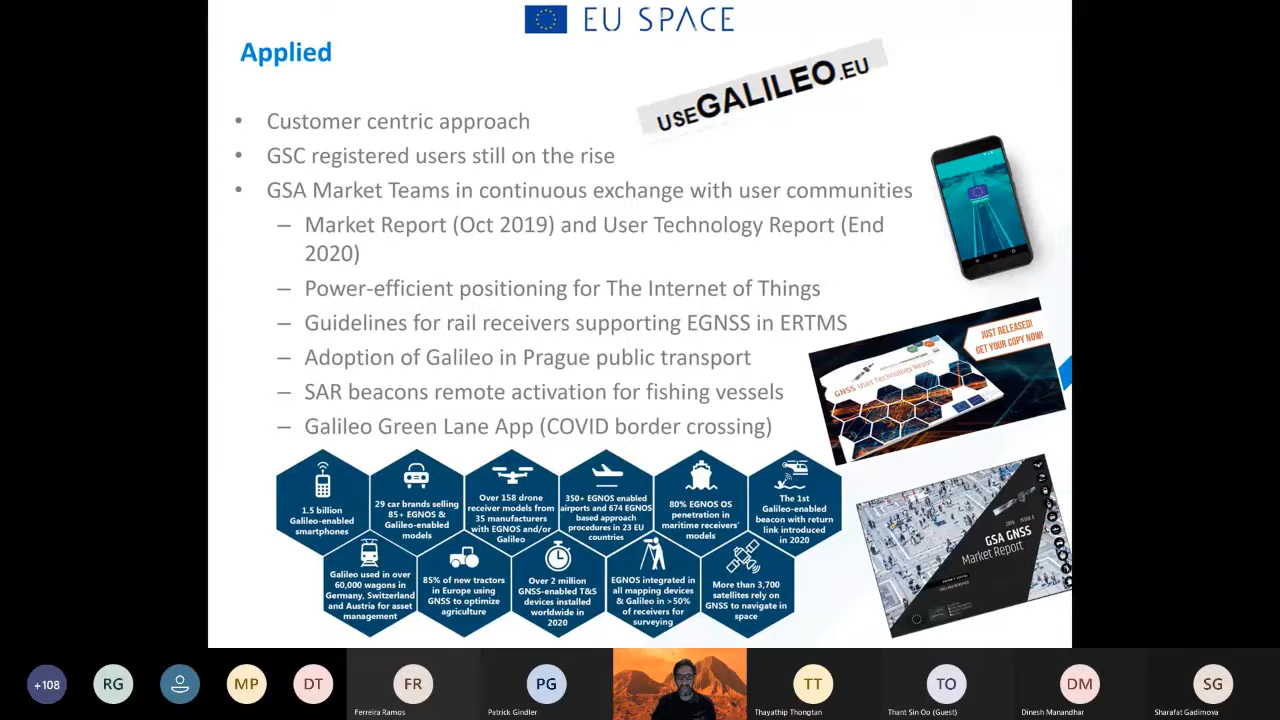 EU SPACE
Applied
USEGALILEO.EU
• Customer centric approach
• GSC registered users still on the rise
• GSA Market Teams in continuous exchange with user communities
– Market Report (Oct 2019) and User Technology Report (End
2020)
– Power-efficient positioning for The Internet of Things
– Guidelines for rail receivers supporting EGNSS in ERTMS
– Adoption of Galileo in Prague public transport
– SAR beacons remote activation for fishing vessels
– Galileo Green Lane App (COVID border crossing)
JUST RELEASED!
GET YOUR COPY NOW!
GNSS User Technology Report
1.5 billion
Galileo-enabled
smartphones
29 car brands selling
85+ EGNOS &
Galileo-enabled
models
Over 158 drone
receiver models from
35 manufacturers
with EGNOS and/or
Galileo
350+ EGNOS enabled
airports and 674 EGNOS
based approach
procedures in 23 EU
countries
80% EGNOS OS
penetration in
maritime receivers'
models
The 1st
Galileo-enabled
beacon with return
link introduced
in 2020
Galileo used in over
60,000 wagons in
Germany, Switzerland
and Austria for asset
management
85% of new tractors
in Europe using
GNSS to optimize
agriculture
Over 2 million
GNSS-enabled T&S
devices installed
worldwide in
2020
EGNOS integrated in
all mapping devices
& Galileo in >50%
of receivers for
surveying
More than 3,700
satellites rely on
GNSS to navigate in
space
GSA GNSS
Market Report
+108
RG
MP
DT
FR
Ferreira Ramos
PG
Patrick Gindler
TT
Thayathip Thongtan
TO
Thant Sin Oo (Guest)
DM
Dinesh Manandhar
SG
Sharafat Gadimova